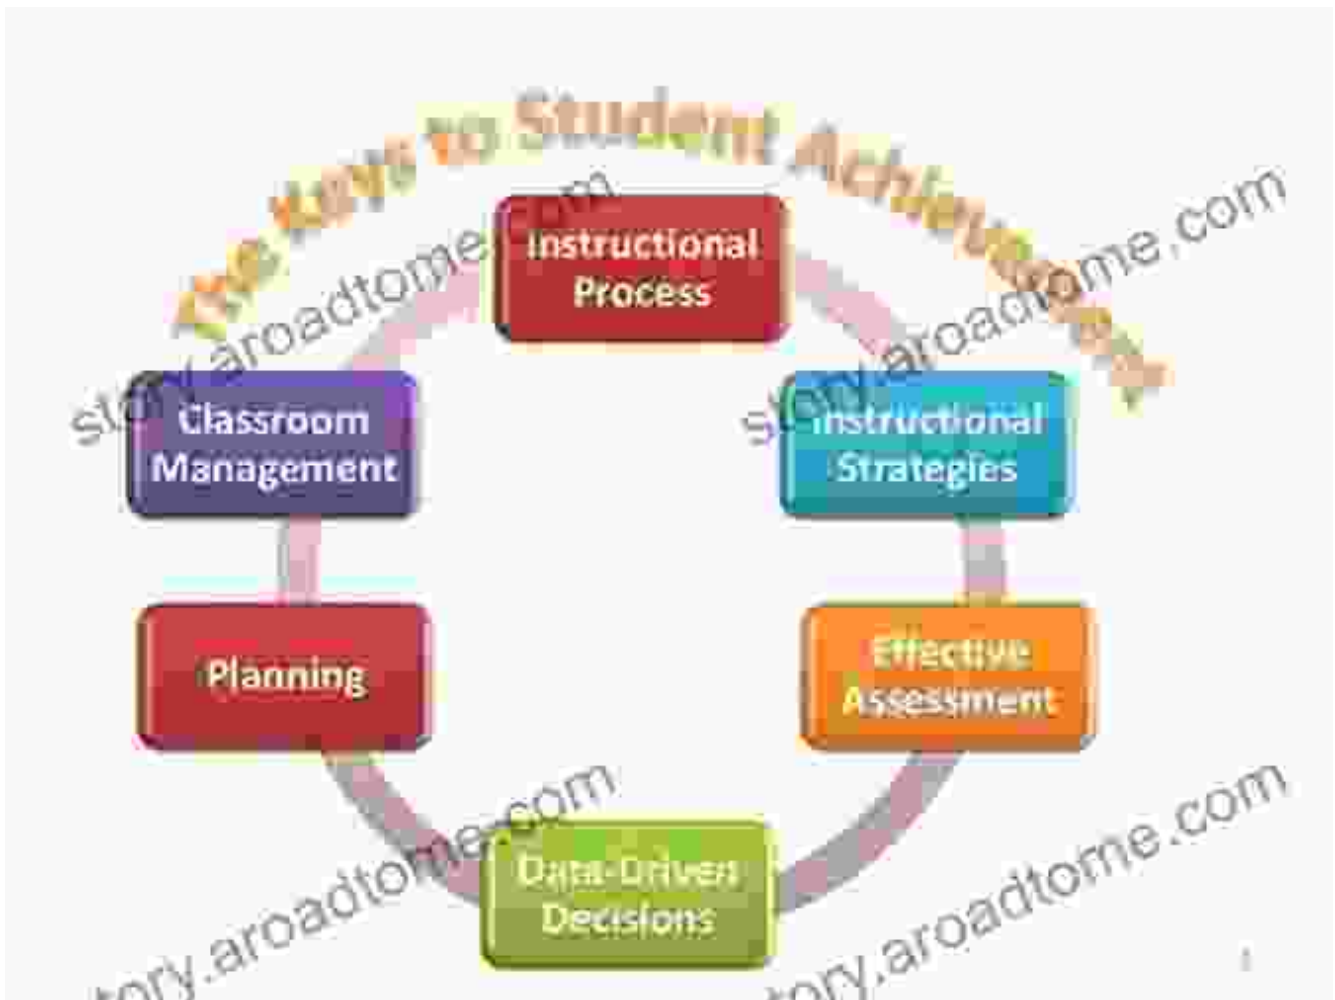 The Keys to Student Achievement
Instructional
Process
Classroom
Management
Instructional
Strategies
Planning
Effective
Assessment
Data-Driven
Decisions
story.aroadtome.com
story.aroadtome.com
story.aroadtome.com
story.aroadtome.com